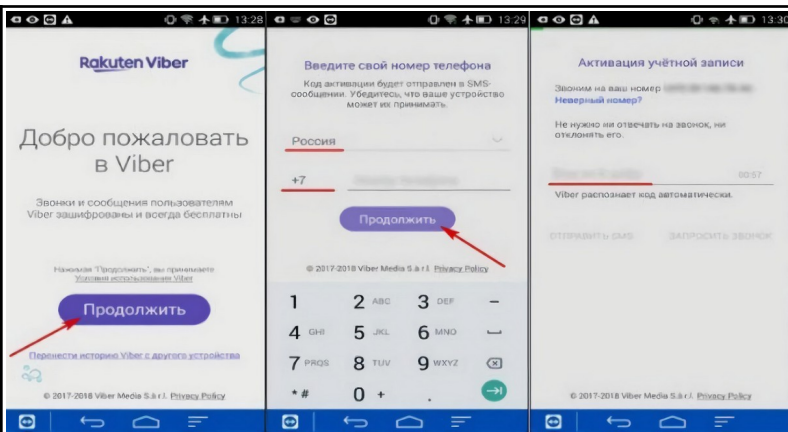 13:28
Rakuten Viber
Добро пожаловать
в Viber
Звонки и сообщения пользователям
Viber зашифрованы и всегда бесплатны
Нажимая "Продолжить", вы принимаете
Условия использования Viber
Продолжить
Перенести историю Viber с другого устройства
© 2017-2018 Viber Media S.à r.l. Privacy Policy
13:29
Введите свой номер телефона
Код активации будет отправлен в SMS-
сообщении. Убедитесь, что ваше устройство
может их принимать.
Россия
+7
Продолжить
© 2017-2018 Viber Media S.à r.l. Privacy Policy
1 2 ABC 3 DEF –
4 GHI 5 JKL 6 MNO
7 PRQS 8 TUV 9 WXYZ
* # 0 + .
13:30
Активация учётной записи
Звоним на ваш номер
Неверный номер?
Не нужно ни отвечать на звонок, ни
отклонять его.
00:57
Viber распознает код автоматически.
ОТПРАВИТЬ SMS ЗАПРОСИТЬ ЗВОНОК
© 2017-2018 Viber Media S.à r.l. Privacy Policy